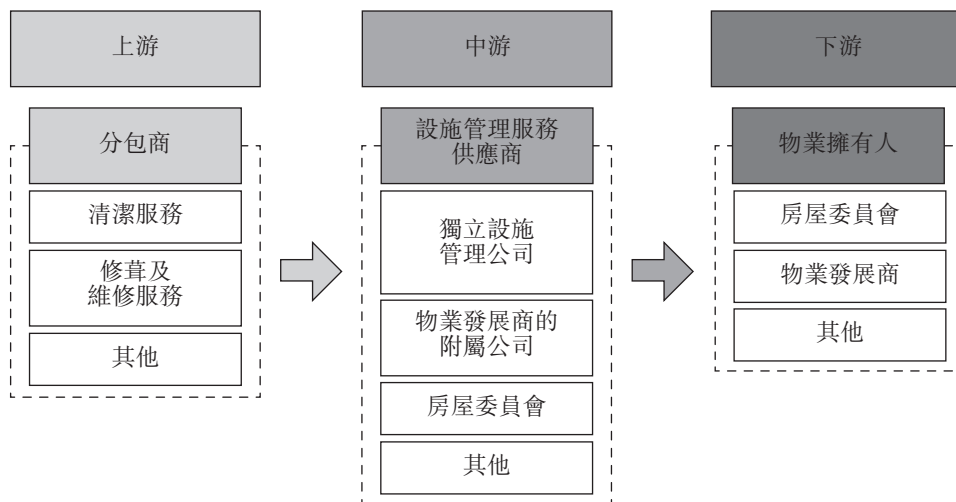 上游
分包商
清潔服務
修葺及
維修服務
其他
中游
設施管理服務
供應商
獨立設施
管理公司
物業發展商的
附屬公司
房屋委員會
其他
下游
物業擁有人
房屋委員會
物業發展商
其他